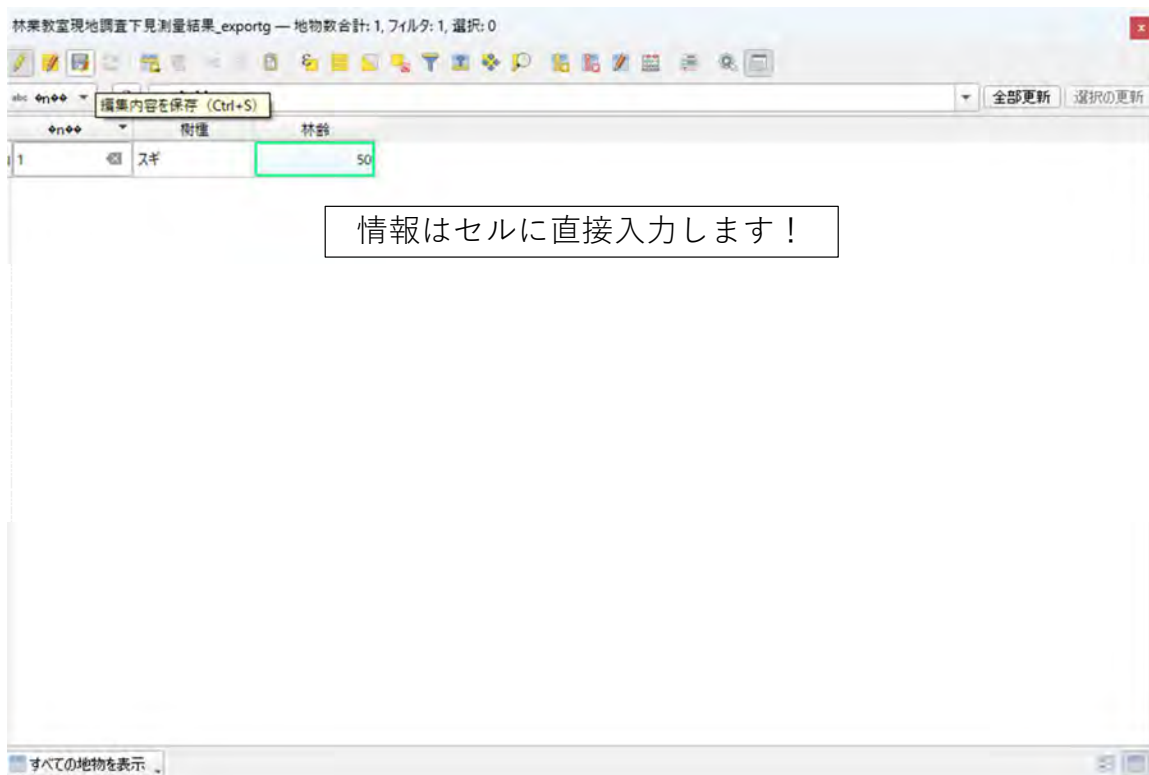 林業教室現地調査下見測量結果_exportg — 地物数合計: 1, フィルタ: 1, 選択: 0
abc �n�� 全部更新 選択の更新
編集内容を保存（Ctrl+S）
�n�� 樹種 林齢
1 スギ 50
情報はセルに直接入力します！
すべての地物を表示